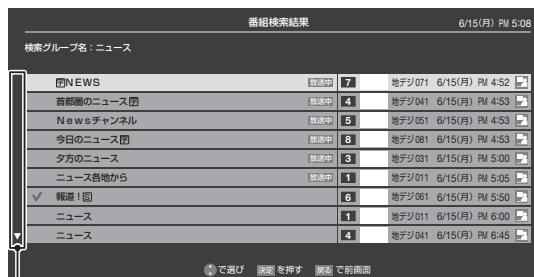 番組検索結果 6/15(月) PM 5:08
検索グループ名：ニュース
字NEWS 放送中 7 地デジ071 6/15(月) PM 4:52
首都圏のニュース字 放送中 4 地デジ041 6/15(月) PM 4:53
Newsチャンネル 放送中 5 地デジ051 6/15(月) PM 4:53
今日のニュース字 放送中 8 地デジ081 6/15(月) PM 4:53
夕方のニュース 放送中 3 地デジ031 6/15(月) PM 5:00
ニュース各地から 放送中 1 地デジ011 6/15(月) PM 5:05
報道！S 6 地デジ061 6/15(月) PM 5:50
ニュース 1 地デジ011 6/15(月) PM 6:00
ニュース 4 地デジ041 6/15(月) PM 6:45
で選び 決定 を押す 戻る で前画面